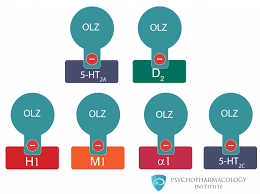 OLZ OLZ
5-HT2A D2
OLZ OLZ OLZ OLZ
H1 M1 α1 5-HT2C
PSYCHOPHARMACOLOGY
INSTITUTE